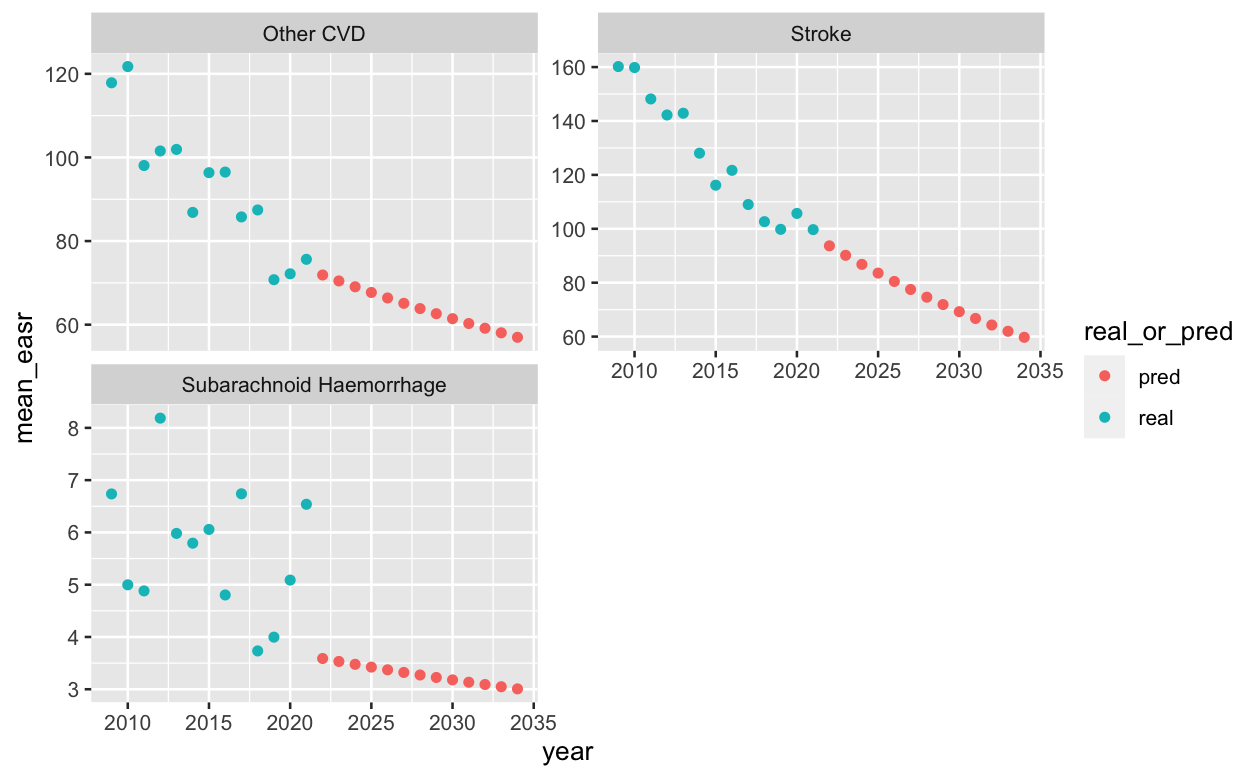 Other CVD
Stroke
120
100
80
60
160
140
120
100
80
60
2010 2015 2020 2025 2030 2035
Subarachnoid Haemorrhage
8
7
6
5
4
3
2010 2015 2020 2025 2030 2035
mean_easr
year
real_or_pred
pred
real